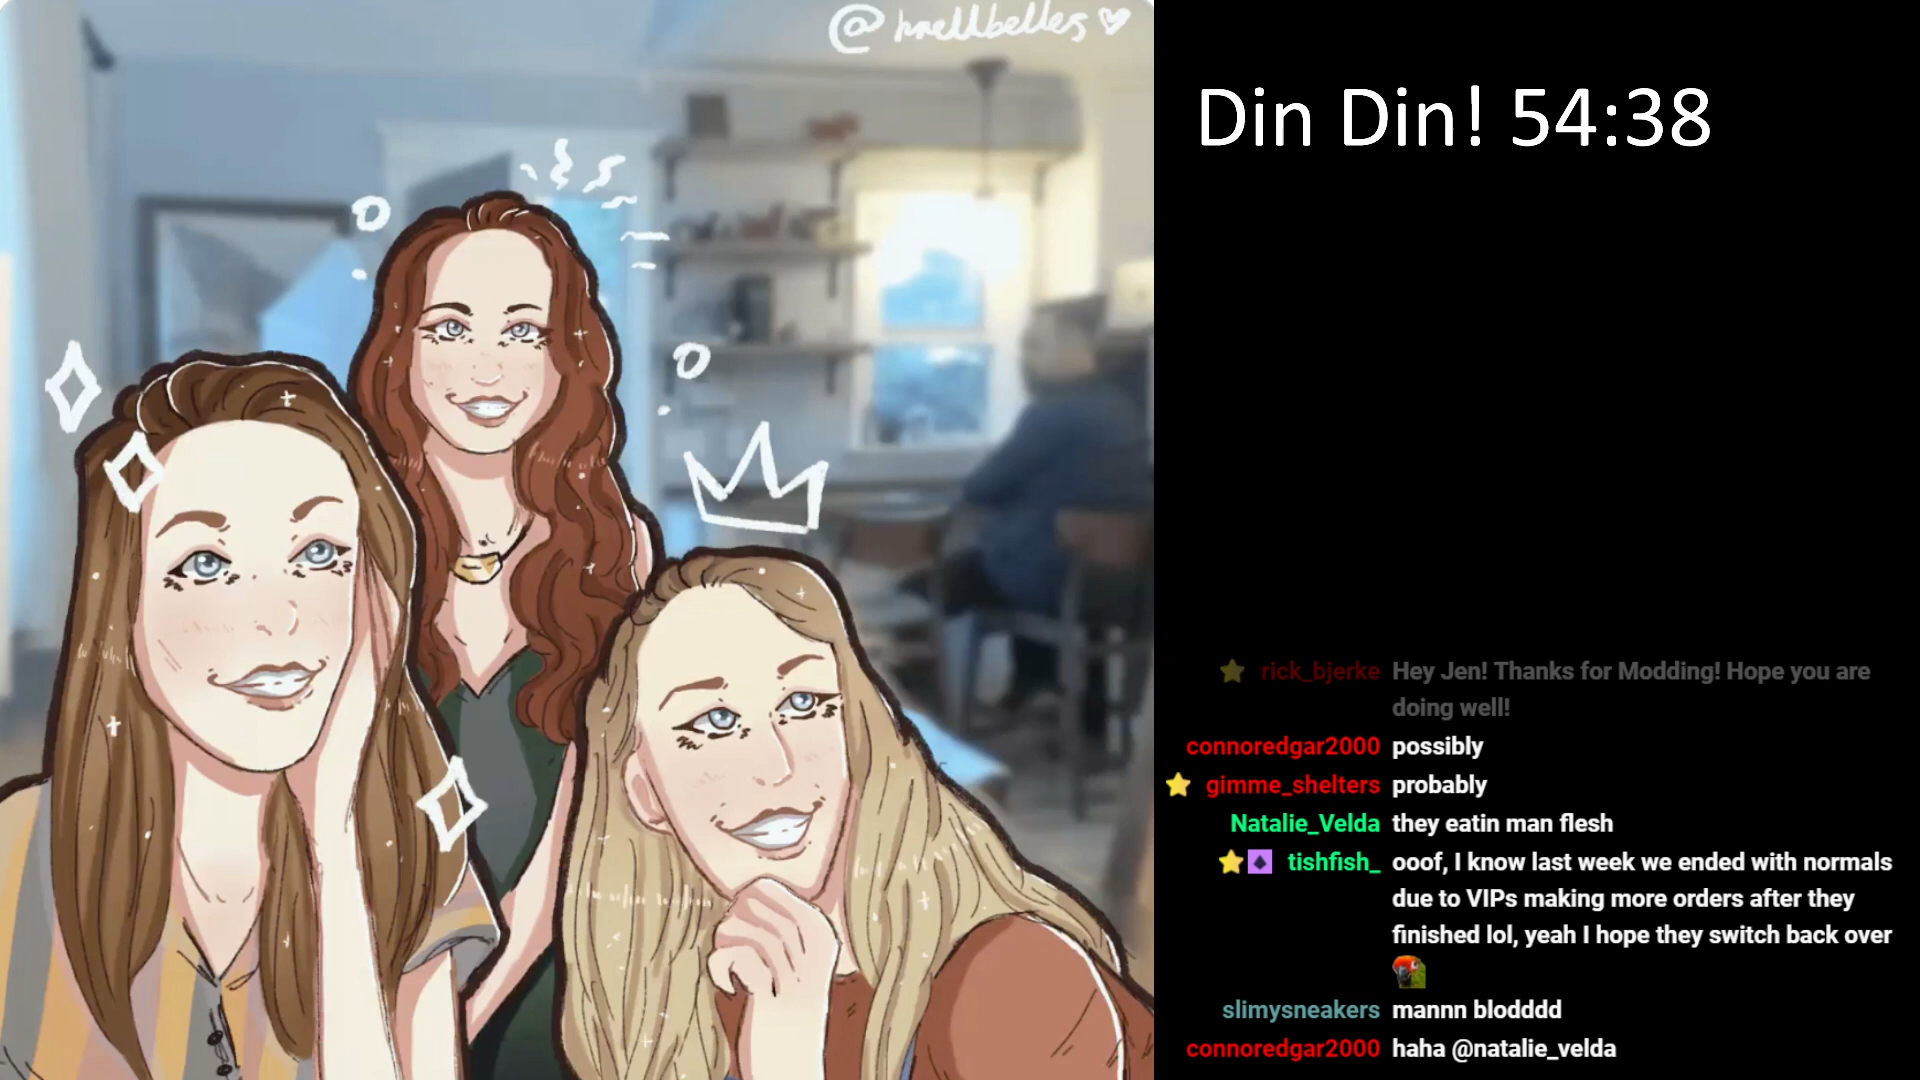 @knellbelles
Din Din! 54:38
rick_bjerke Hey Jen! Thanks for Modding! Hope you are
doing well!
connoredgar2000 possibly
gimme_shelters probably
Natalie_Velda they eatin man flesh
tishfish_ ooof, I know last week we ended with normals
due to VIPs making more orders after they
finished lol, yeah I hope they switch back over
slimysneakers mannn blodddd
connoredgar2000 haha @natalie_velda